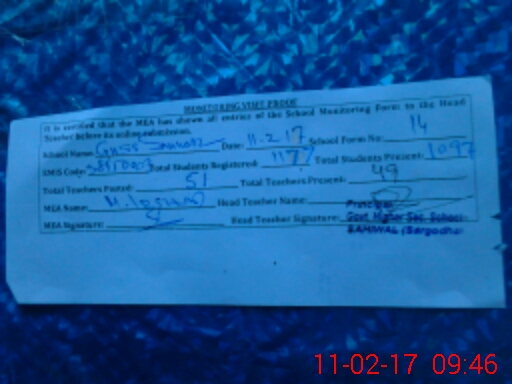 MONITORING VISIT PROOF
It is certified that the MEA has shown all entries of the School Monitoring Form to the Head
Teacher before its submission.
School Name: GHSS Date: 11-2-17 School Form No: 14
EMIS Code: Total Students Registered: 1177 Total Students Present: 1097
Total Teachers Posted: 51 Total Teachers Present: 49
MEA Name: Head Teacher Name:
MEA Signature: Head Teacher Signature:
Principal
Govt. Higher Sec. School
SAHIWAL (Sargodha)
11-02-17 09:46